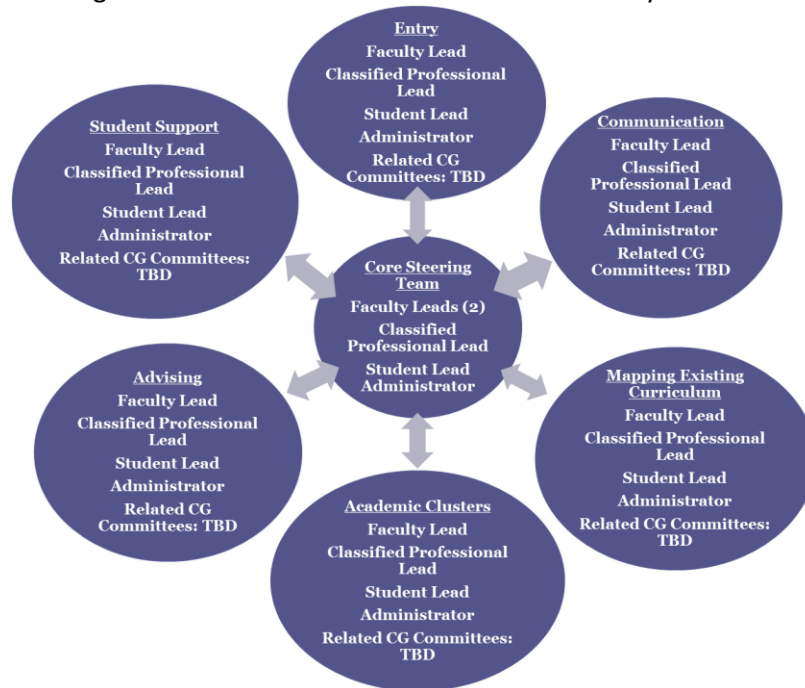 Entry
Faculty Lead
Classified Professional
Lead
Student Lead
Administrator
Related CG
Committees: TBD
Communication
Faculty Lead
Classified
Professional Lead
Student Lead
Administrator
Related CG
Committees: TBD
Mapping Existing
Curriculum
Faculty Lead
Classified Professional
Lead
Student Lead
Administrator
Related CG Committees:
TBD
Academic Clusters
Faculty Lead
Classified Professional
Lead
Student Lead
Administrator
Related CG Committees:
TBD
Advising
Faculty Lead
Classified Professional
Lead
Student Lead
Administrator
Related CG
Committees: TBD
Student Support
Faculty Lead
Classified Professional
Lead
Student Lead
Administrator
Related CG Committees:
TBD
Core Steering
Team
Faculty Leads (2)
Classified
Professional Lead
Student Lead
Administrator